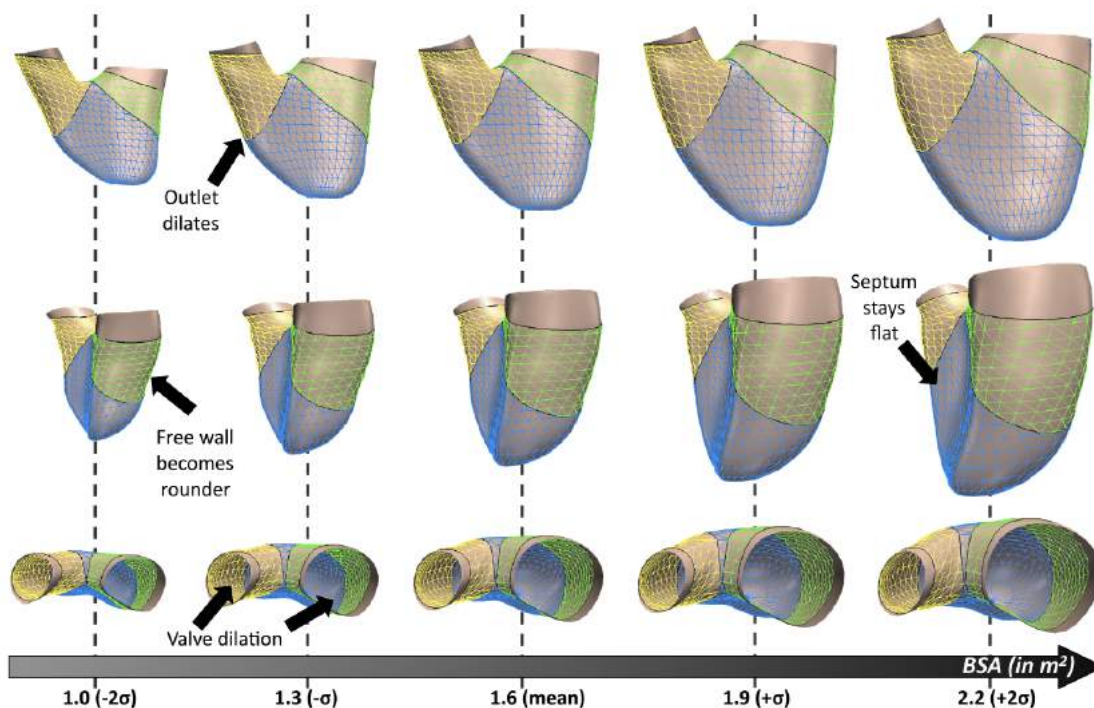 Outlet
dilates
Septum
stays
flat
Free wall
becomes
rounder
Valve dilation
BSA (in m²)
1.0 (-2σ)
1.3 (-σ)
1.6 (mean)
1.9 (+σ)
2.2 (+2σ)